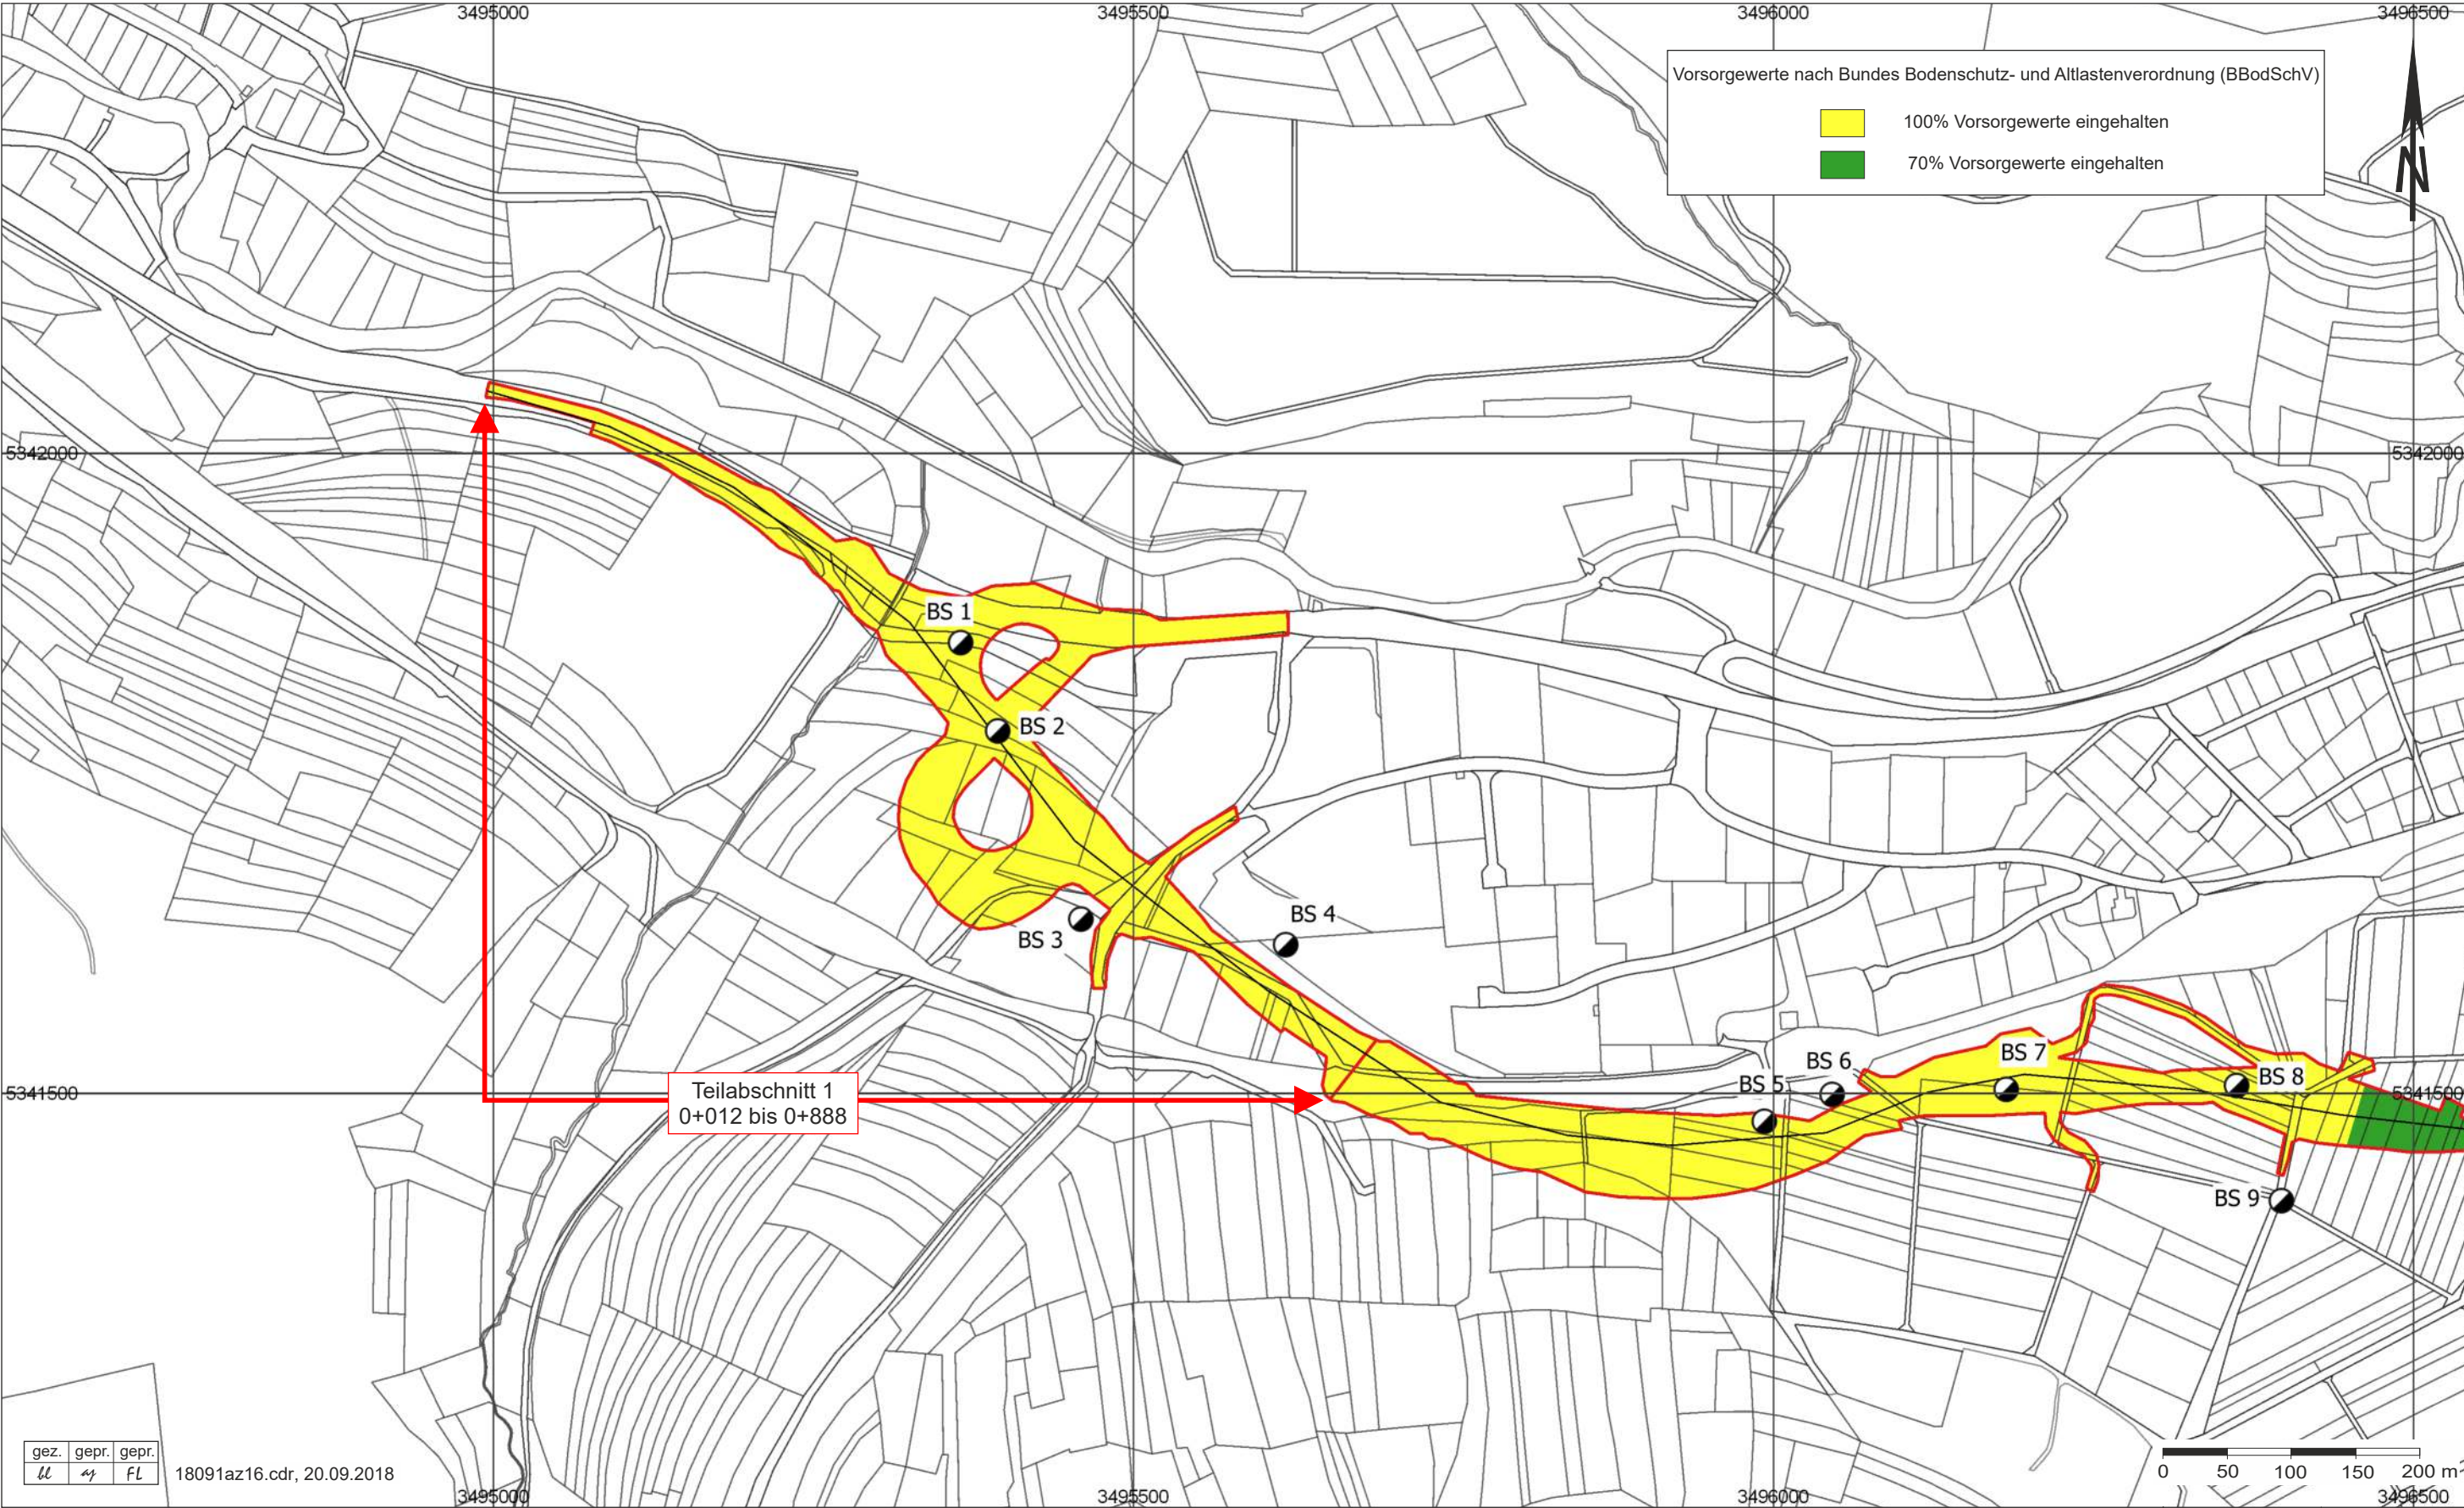 3495000
3495500
3496000
3496500
Vorsorgewerte nach Bundes Bodenschutz- und Altlastenverordnung (BBodSchV)
100% Vorsorgewerte eingehalten
70% Vorsorgewerte eingehalten
N
5342000
5342000
BS 1
BS 2
BS 3
BS 4
BS 5
BS 6
BS 7
BS 8
BS 9
5341500
5341500
Teilabschnitt 1
0+012 bis 0+888
gez. gepr. gepr.
FL
18091az16.cdr, 20.09.2018
0 50 100 150 200 m
3495000
3495500
3496000
3496500